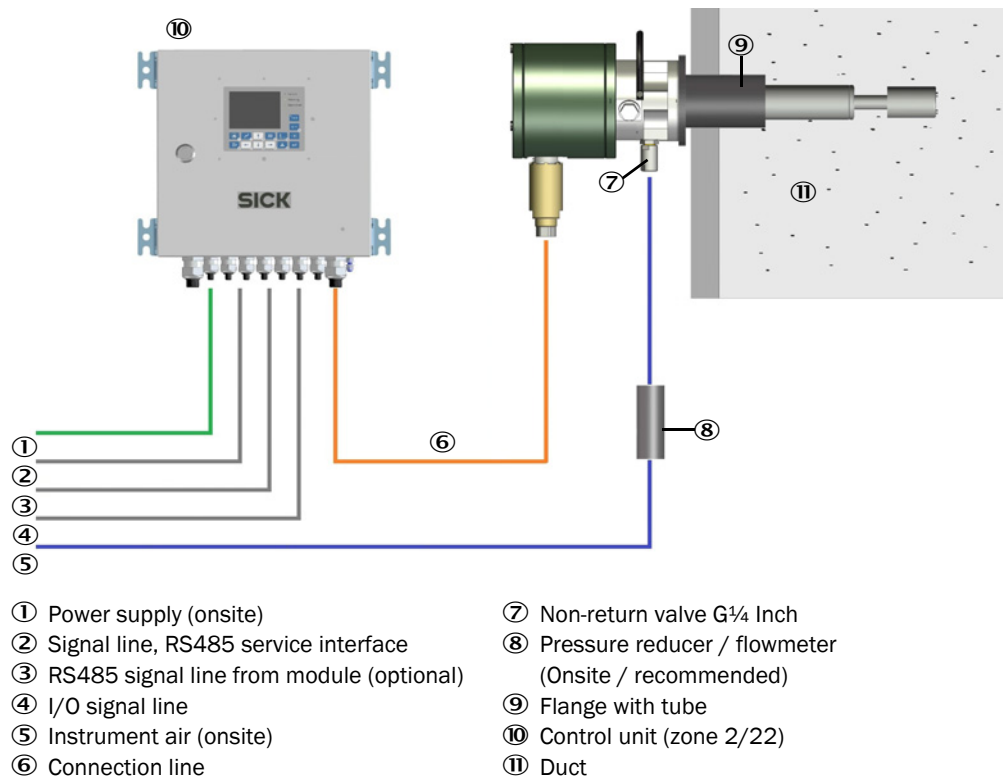 ⑩
⑨
SICK
⑦
⑪
①
⑥
⑧
②
③
④
⑤
① Power supply (onsite)
② Signal line, RS485 service interface
③ RS485 signal line from module (optional)
④ I/O signal line
⑤ Instrument air (onsite)
⑥ Connection line
⑦ Non-return valve G¼ Inch
⑧ Pressure reducer / flowmeter
(Onsite / recommended)
⑨ Flange with tube
⑩ Control unit (zone 2/22)
⑪ Duct